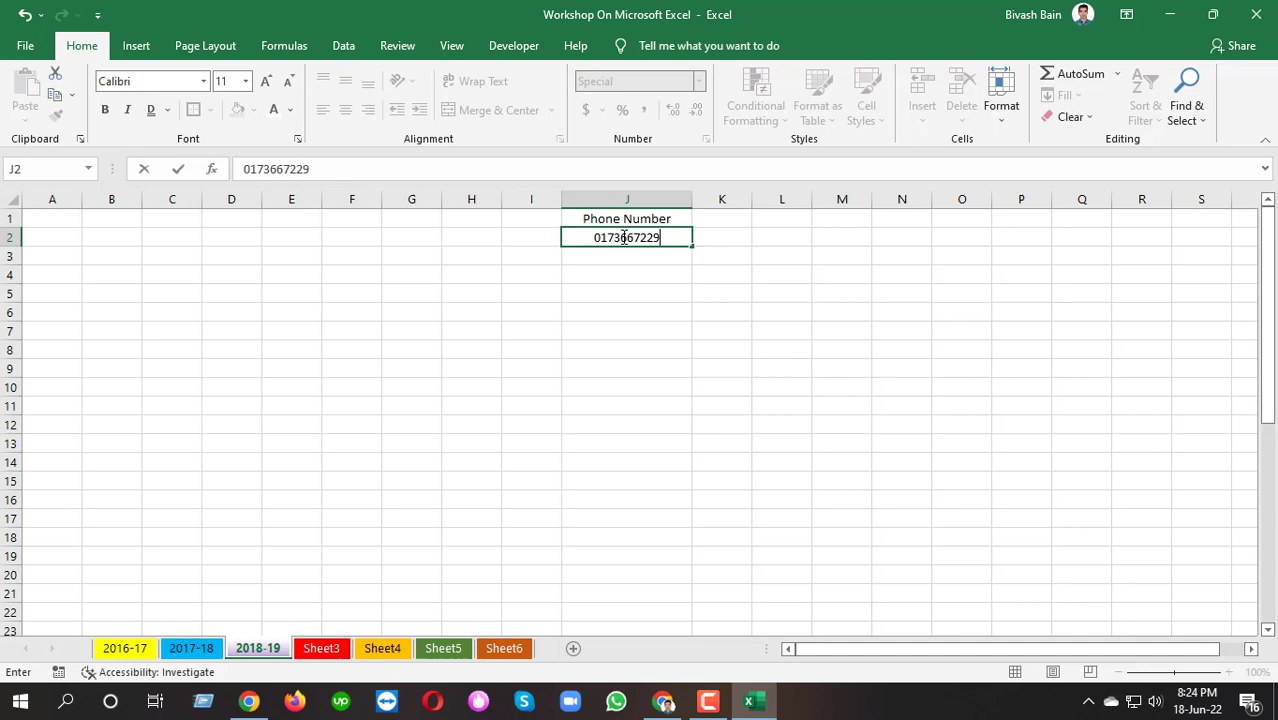 Workshop On Microsoft Excel - Excel
Bivash Bain
File Home Insert Page Layout Formulas Data Review View Developer Help Tell me what you want to do Share
Paste
Calibri 11
B I D A
Wrap Text
Merge & Center
Special
$ % ,
Conditional Formatting
Format as Table
Cell Styles
Insert
Delete
Format
AutoSum
Fill
Clear
Sort & Filter
Find & Select
Clipboard Font Alignment Number Styles Cells Editing
J2 fx 0173667229
A B C D E F G H I J K L M N O P Q R S
1 Phone Number
2 0173667229
3
4
5
6
7
8
9
10
11
12
13
14
15
16
17
18
19
20
21
22
23
2016-17 2017-18 2018-19 Sheet3 Sheet4 Sheet5 Sheet6
Enter Accessibility: Investigate 100%
8:24 PM
18-Jun-22
16